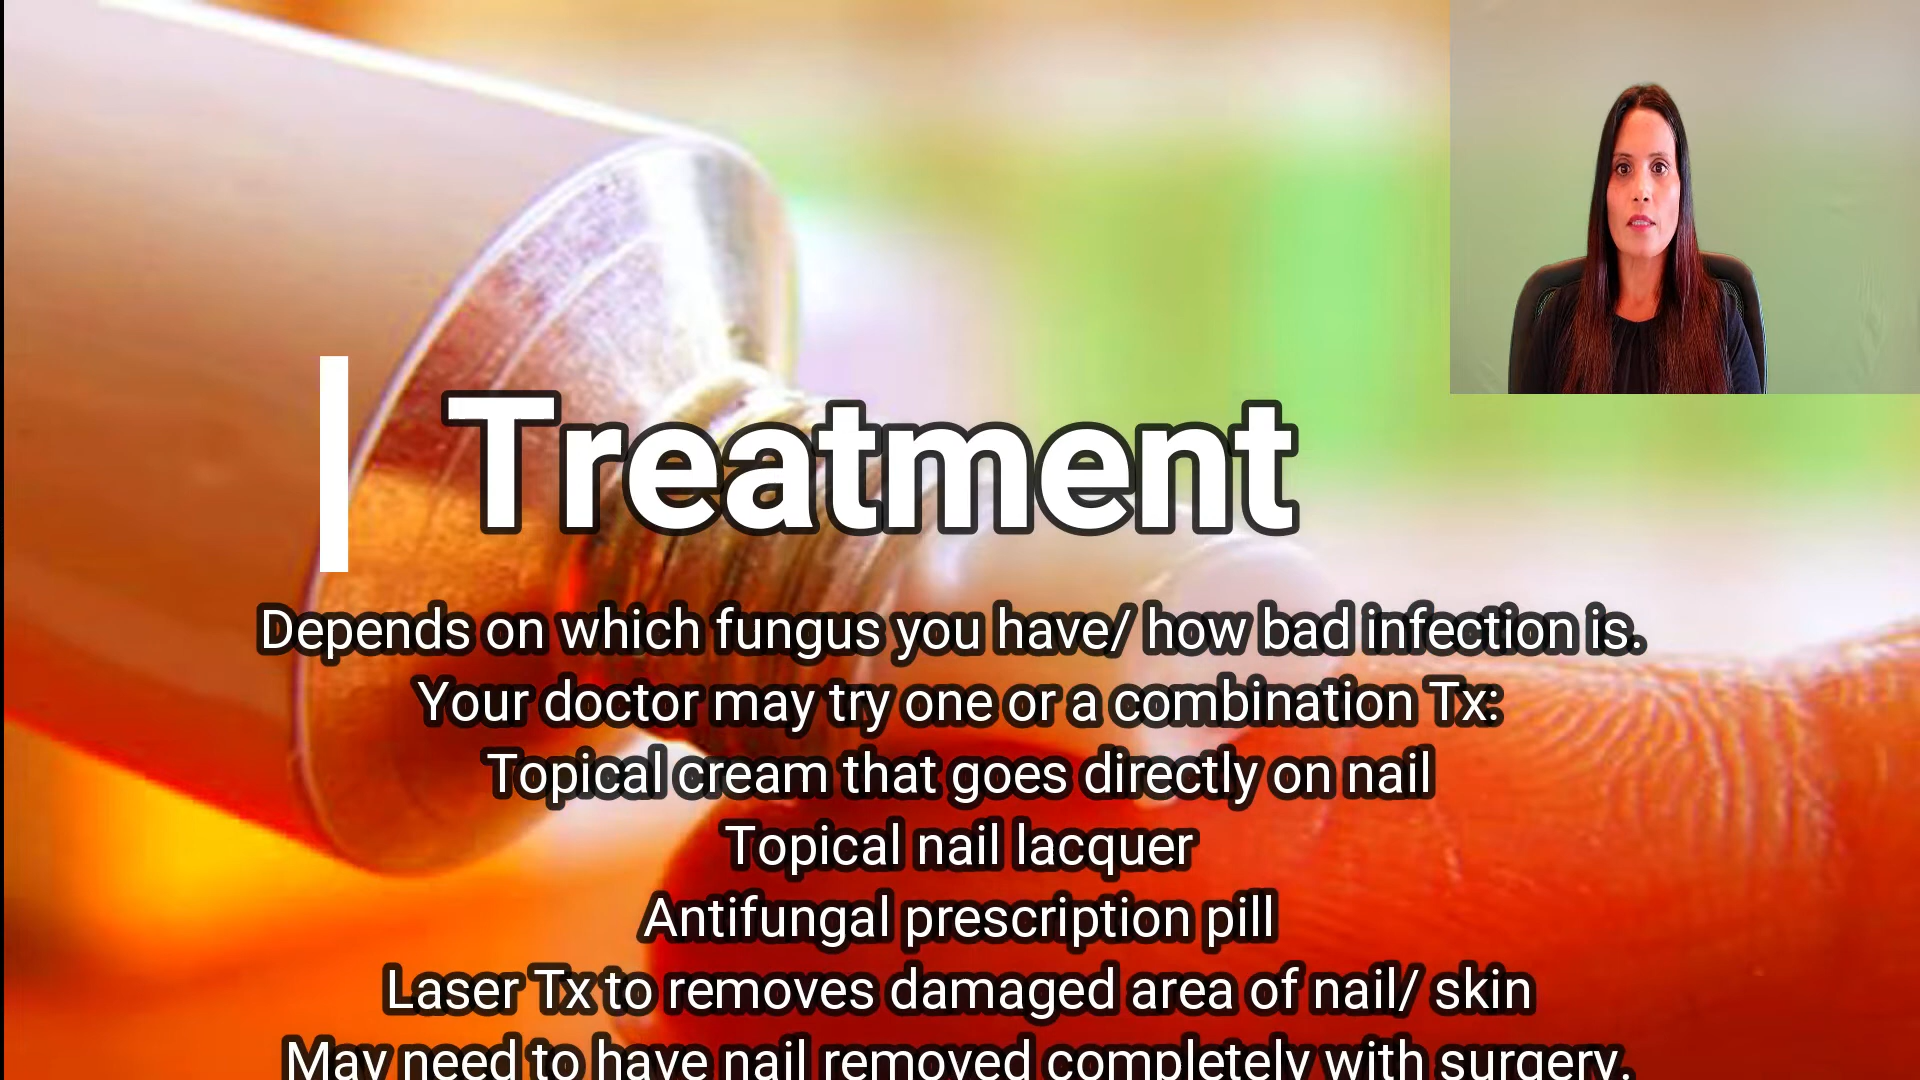 Treatment
Depends on which fungus you have/ how bad infection is.
Your doctor may try one or a combination Tx:
Topical cream that goes directly on nail
Topical nail lacquer
Antifungal prescription pill
Laser Tx to removes damaged area of nail/ skin
May need to have nail removed completely with surgery.